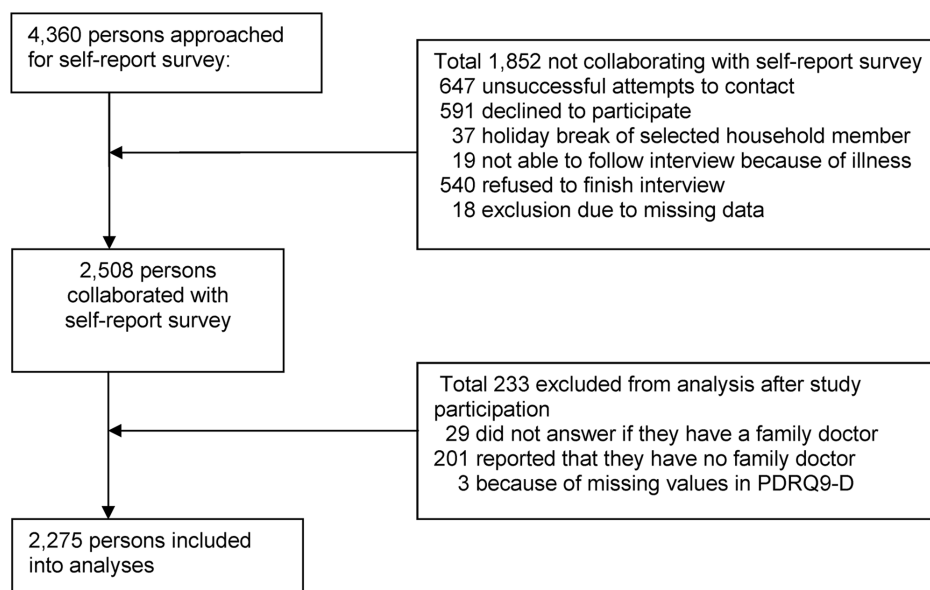 4,360 persons approached
for self-report survey:
Total 1,852 not collaborating with self-report survey
647 unsuccessful attempts to contact
591 declined to participate
37 holiday break of selected household member
19 not able to follow interview because of illness
540 refused to finish interview
18 exclusion due to missing data
2,508 persons
collaborated with
self-report survey
Total 233 excluded from analysis after study
participation
29 did not answer if they have a family doctor
201 reported that they have no family doctor
3 because of missing values in PDRQ9-D
2,275 persons included
into analyses